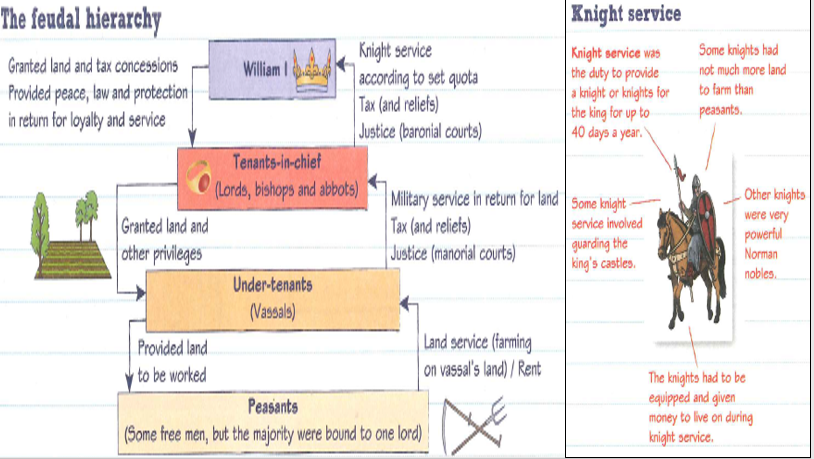 The feudal hierarchy
Granted land and tax concessions
Provided peace, law and protection
in return for loyalty and service
William I
Knight service
according to set quota
Tax (and reliefs)
Justice (baronial courts)
Tenants-in-chief
(Lords, bishops and abbots)
Granted land and
other privileges
Military service in return for land
Tax (and reliefs)
Justice (manorial courts)
Under-tenants
(Vassals)
Provided land
to be worked
Land service (farming
on vassal's land) / Rent
Peasants
(Some free men, but the majority were bound to one lord)
Knight service
Knight service was
the duty to provide
a knight or knights for
the king for up to
40 days a year.
Some knights had
not much more land
to farm than
peasants.
Some knight
service involved
guarding the
king's castles.
Other knights
were very
powerful
Norman
nobles.
The knights had to be
equipped and given
money to live on during
knight service.